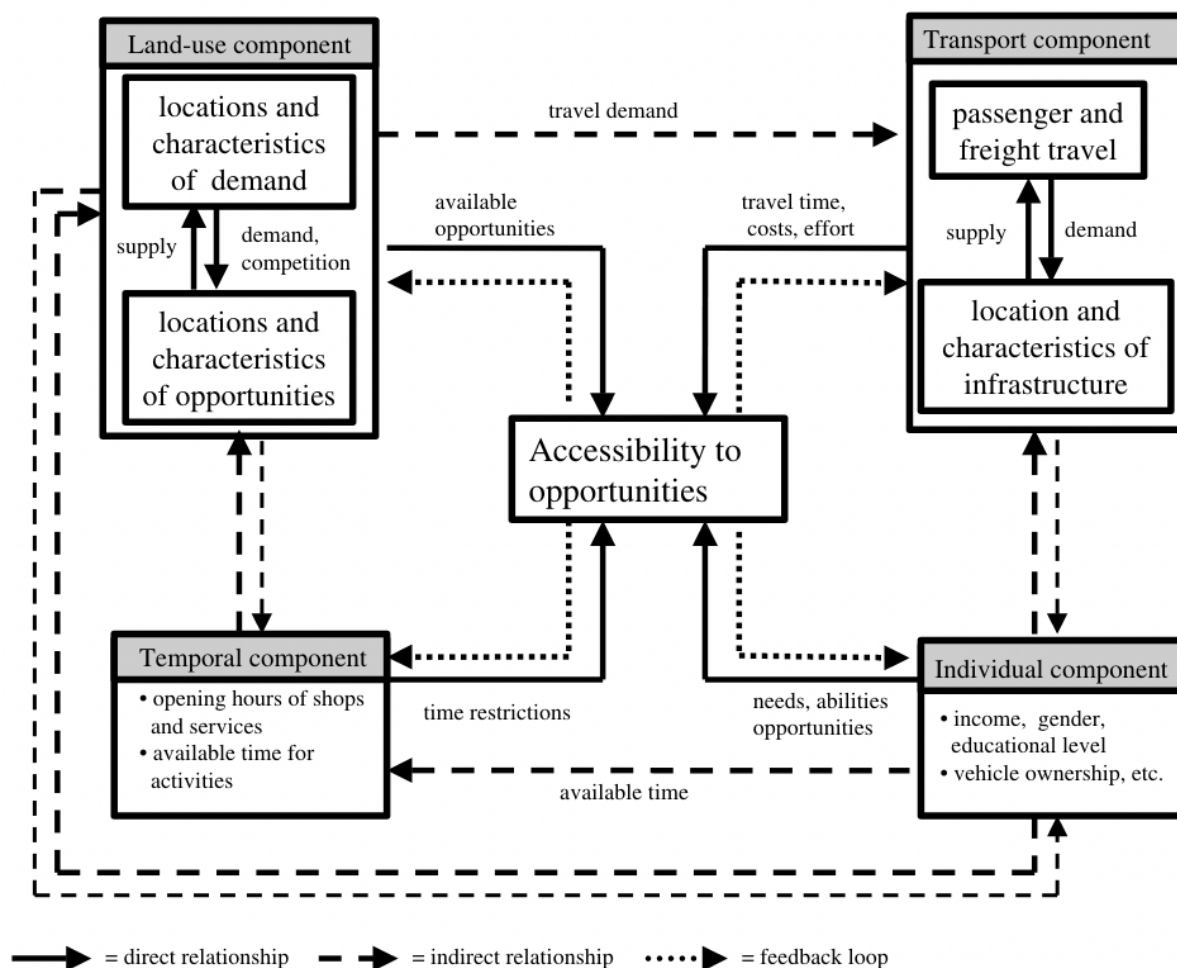 Land-use component
locations and
characteristics
of demand
supply
demand,
competition
locations and
characteristics
of opportunities
travel demand
available
opportunities
travel time,
costs, effort
Transport component
passenger and
freight travel
supply
demand
location and
characteristics of
infrastructure
Accessibility to
opportunities
Temporal component
• opening hours of shops
and services
• available time for
activities
time restrictions
needs, abilities
opportunities
available time
Individual component
• income, gender,
educational level
• vehicle ownership, etc.
= direct relationship
= indirect relationship
= feedback loop